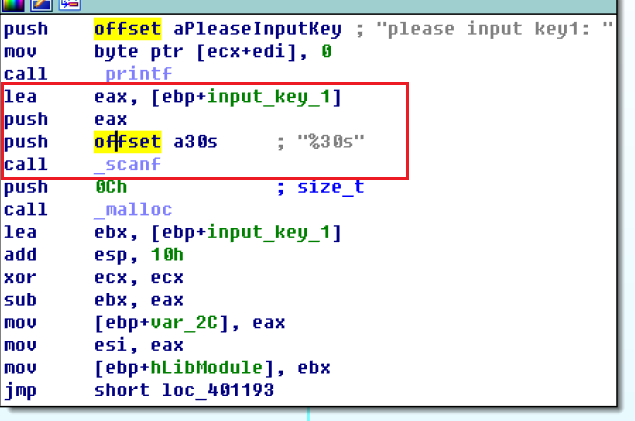 push offset aPleaseInputKey ; "please input key1: "
mov byte ptr [ecx+edi], 0
call _printf
lea eax, [ebp+input_key_1]
push eax
push offset a30s ; "%30s"
call _scanf
push 0Ch ; size_t
call _malloc
lea ebx, [ebp+input_key_1]
add esp, 10h
xor ecx, ecx
sub ebx, eax
mov [ebp+var_2C], eax
mov esi, eax
mov [ebp+hLibModule], ebx
jmp short loc_401193